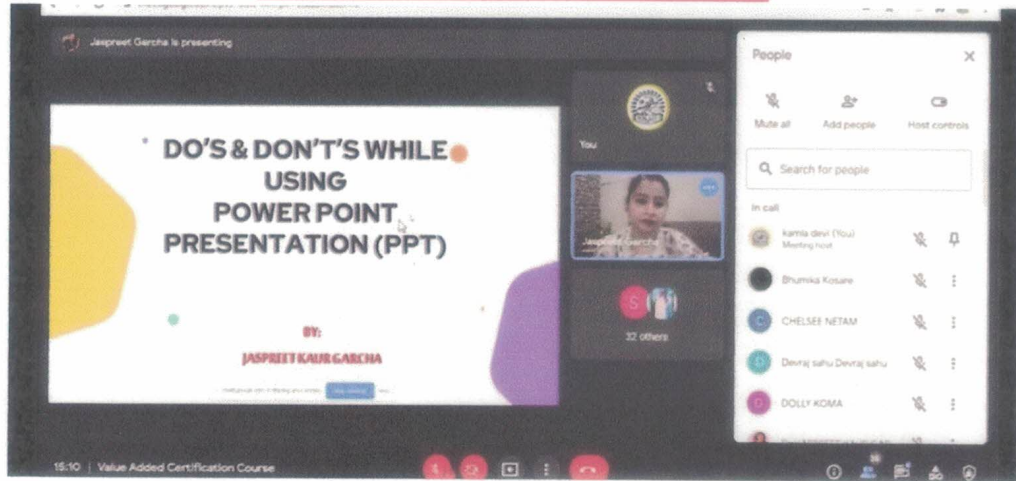 Jaspreet Garcha is presenting
DO'S & DON'T'S WHILE
USING
POWER POINT
PRESENTATION (PPT)
BY:
JASPREET KAUR GARCHA
You
Jaspreet Garcha
S
32 others
People
Mute all
Add people
Host controls
Search for people
In call
kamla devi (You)
Meeting host
Bhumika Kosare
CHELSEE NETAM
Devraj sahu Devraj sahu
DOLLY KOMA
15:10 | Value Added Certification Course